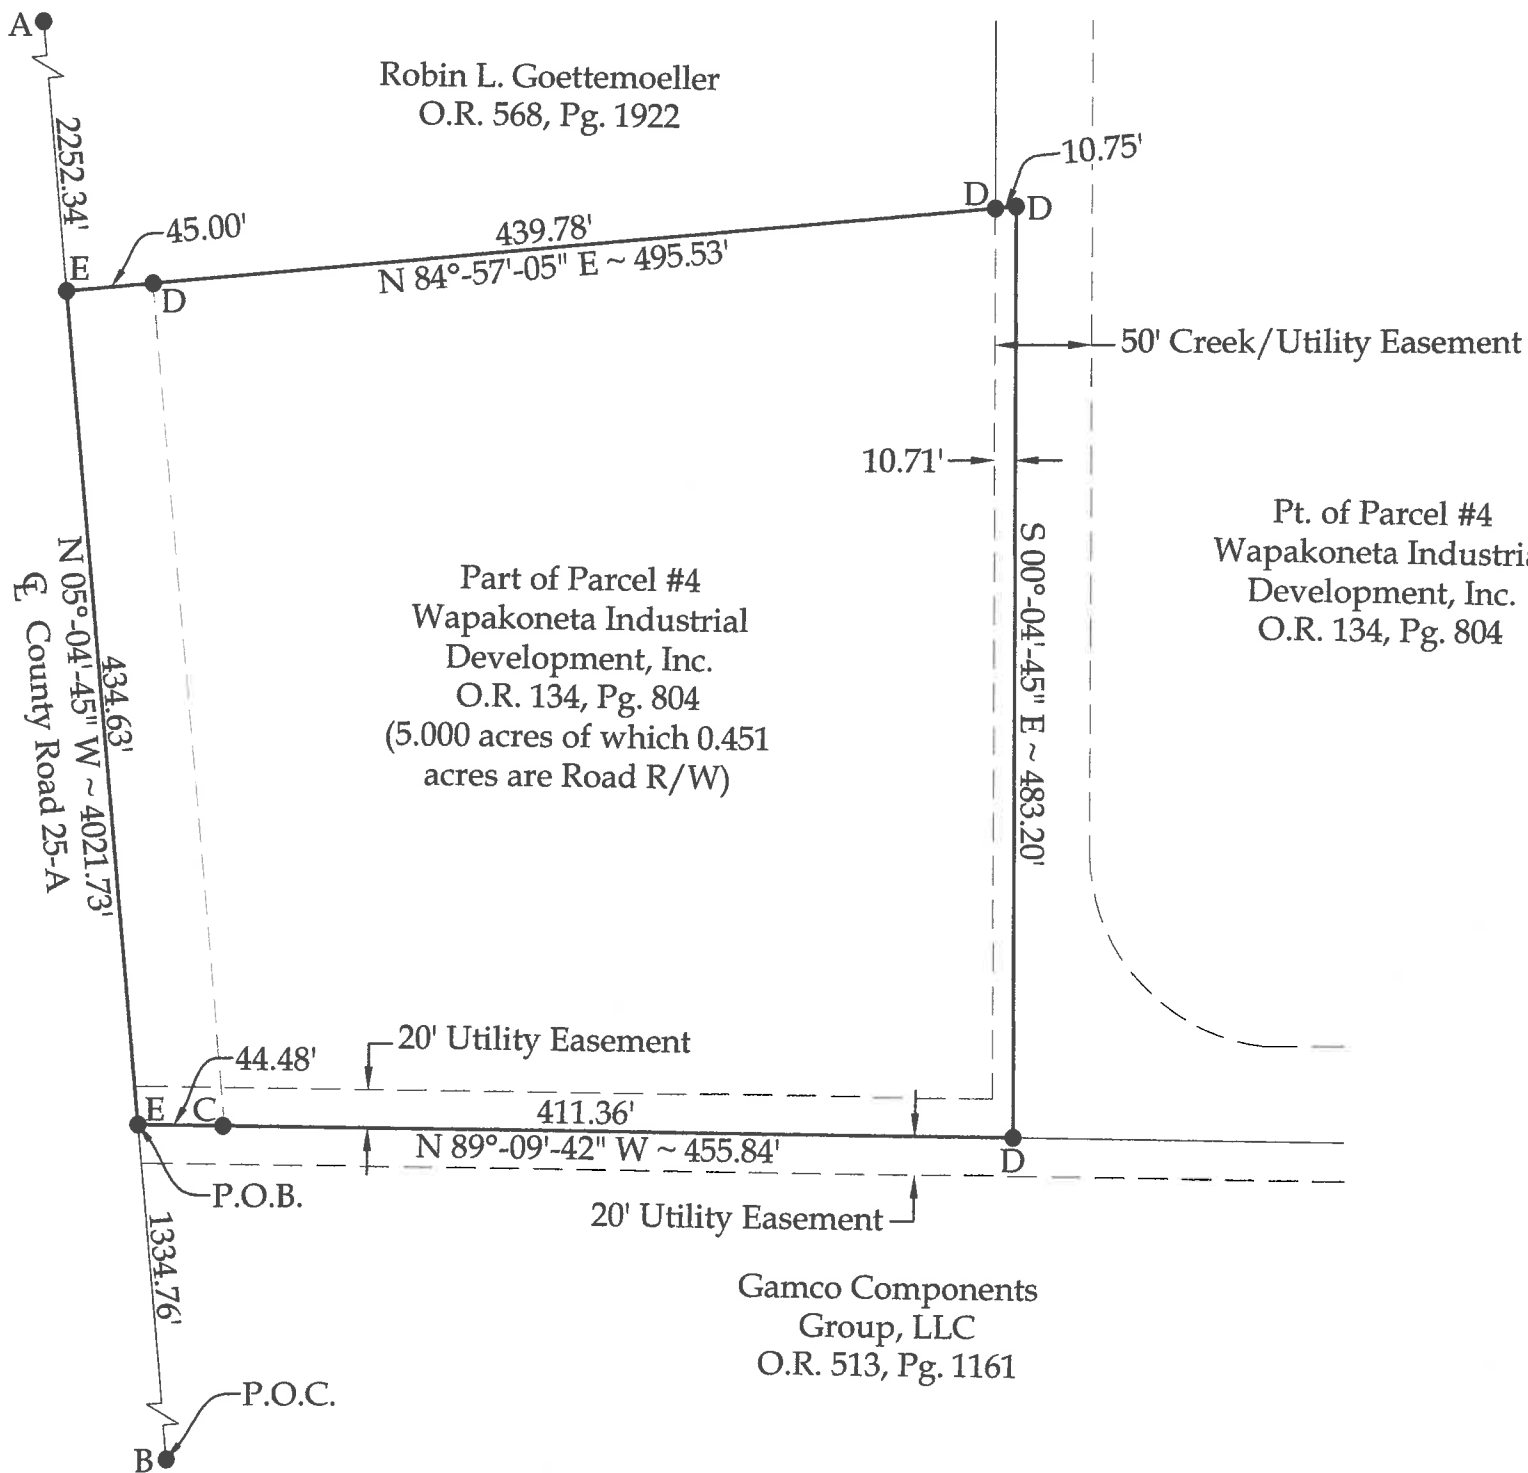 A
Robin L. Goettemoeller
O.R. 568, Pg. 1922
2252.34'
10.75'
D
D
45.00'
439.78'
E
N 84°-57'-05" E ~ 495.53'
D
50' Creek/Utility Easement
10.71'
Pt. of Parcel #4
Wapakoneta Industria
Development, Inc.
O.R. 134, Pg. 804
S 00°-04'-45" E ~ 483.20'
Part of Parcel #4
Wapakoneta Industrial
Development, Inc.
O.R. 134, Pg. 804
(5.000 acres of which 0.451
acres are Road R/W)
434.63'
N 05°-04'-45" W ~ 4021.73'
℄ County Road 25-A
20' Utility Easement
44.48'
E
C
411.36'
N 89°-09'-42" W ~ 455.84'
D
P.O.B.
20' Utility Easement
1334.76'
Gamco Components
Group, LLC
O.R. 513, Pg. 1161
P.O.C.
B